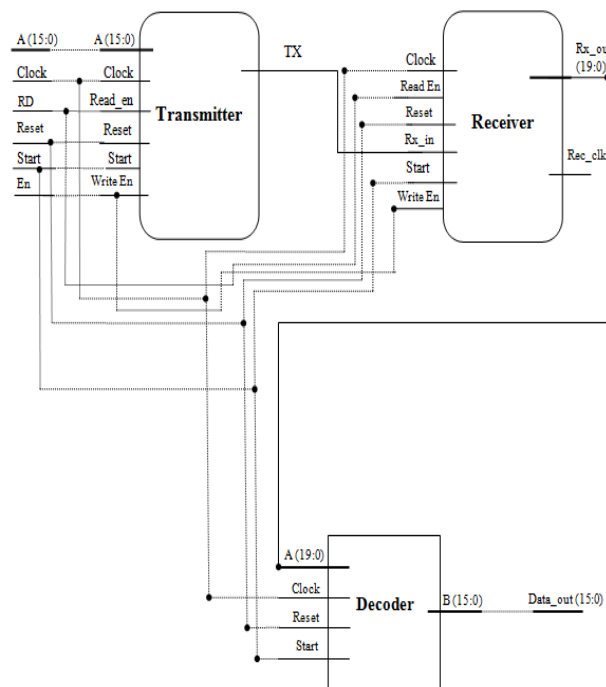 A (15:0)
A (15:0)
Clock
Clock
RD
Read_en
Reset
Reset
Start
Start
En
Write En
Transmitter
TX
Clock
Read En
Reset
Rx_in
Start
Write En
Receiver
Rx_ou
(19:0)
Rec_clk
A (19:0)
Clock
Reset
Start
Decoder
B (15:0)
Data_out (15:0)